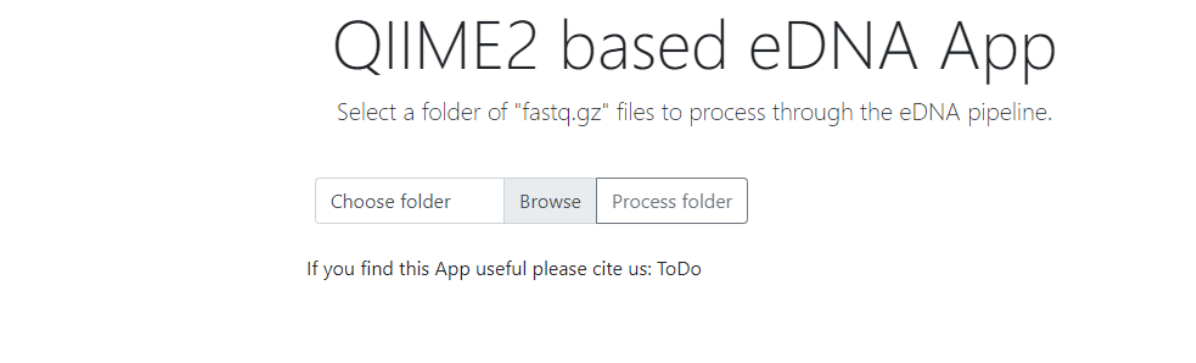 QIIME2 based eDNA App
Select a folder of "fastq.gz" files to process through the eDNA pipeline.
Choose folder Browse Process folder
If you find this App useful please cite us: ToDo